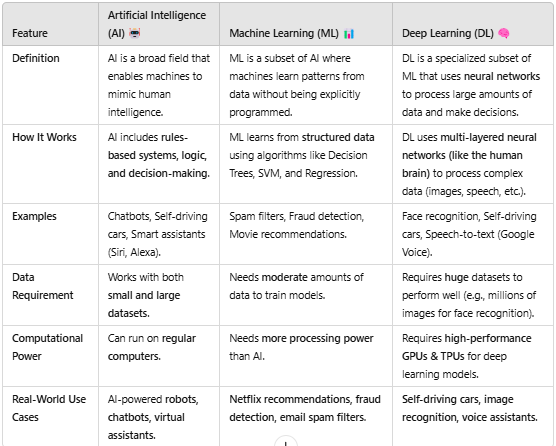 Feature
Artificial Intelligence
(AI) 🤖
Machine Learning (ML) 📊
Deep Learning (DL) 🧠
Definition
AI is a broad field that
enables machines to
mimic human
intelligence.
ML is a subset of AI where
machines learn patterns from
data without being explicitly
programmed.
DL is a specialized subset of
ML that uses neural networks
to process large amounts of
data and make decisions.
How It Works
AI includes rules-
based systems, logic,
and decision-making.
ML learns from structured data
using algorithms like Decision
Trees, SVM, and Regression.
DL uses multi-layered neural
networks (like the human
brain) to process complex
data (images, speech, etc.).
Examples
Chatbots, Self-driving
cars, Smart assistants
(Siri, Alexa).
Spam filters, Fraud detection,
Movie recommendations.
Face recognition, Self-driving
cars, Speech-to-text (Google
Voice).
Data
Requirement
Works with both
small and large
datasets.
Needs moderate amounts of
data to train models.
Requires huge datasets to
perform well (e.g., millions of
images for face recognition).
Computational
Power
Can run on regular
computers.
Needs more processing power
than AI.
Requires high-performance
GPUs & TPUs for deep
learning models.
Real-World Use
Cases
AI-powered robots,
chatbots, virtual
assistants.
Netflix recommendations, fraud
detection, email spam filters.
Self-driving cars, image
recognition, voice assistants.